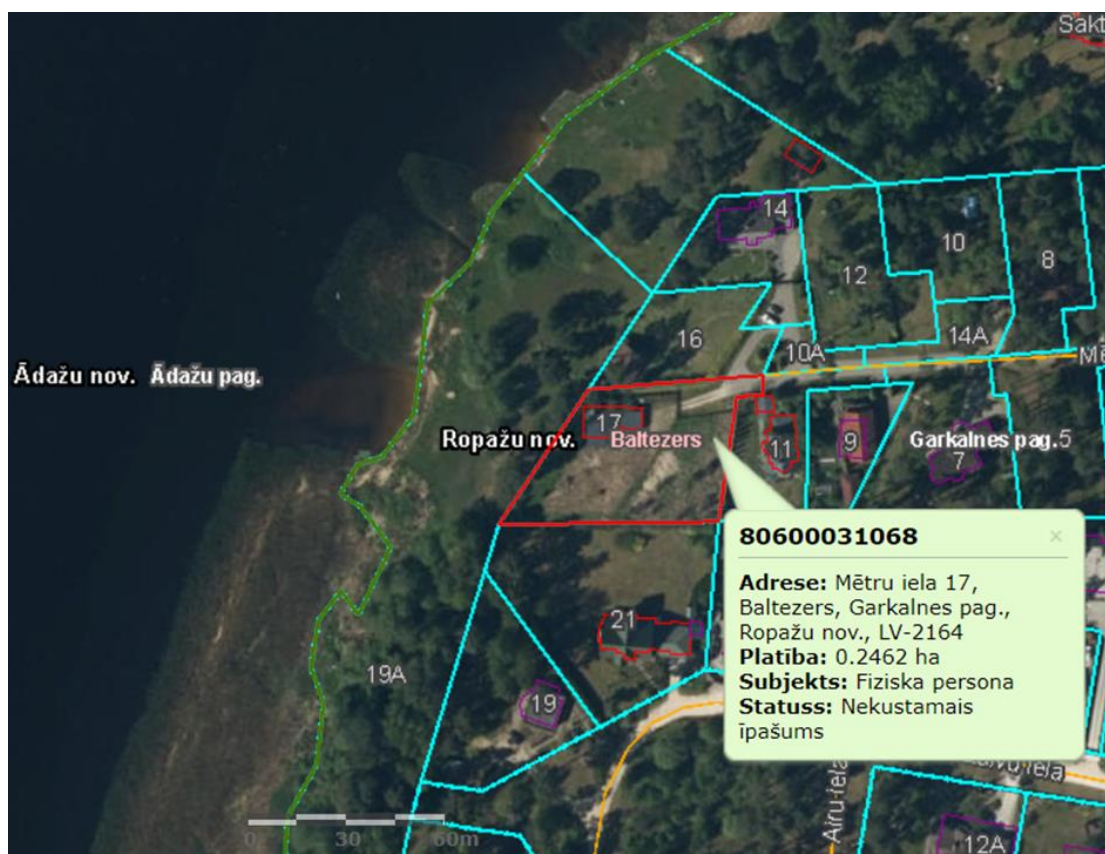 Sakt
14
10
8
12
16
14A
10A
Mē
Ādažu nov. Ādažu pag.
17
Ropažu nov. Baltezers
11
9
Garkalnes pag.
5
7
80600031068
×
Adrese: Mētru iela 17,
Baltezers, Garkalnes pag.,
Ropažu nov., LV-2164
Platība: 0.2462 ha
Subjekts: Fiziska persona
Statuss: Nekustamais
īpašums
21
19A
19
iela
Airu iela
0 30 60m
12A